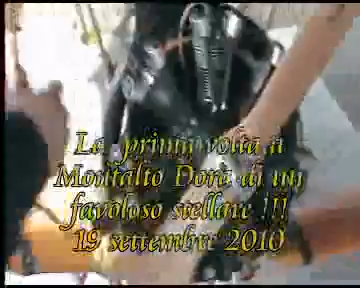 La prima volta a
Montalto Dora di un
favoloso stellare !!!
19 settembre 2010